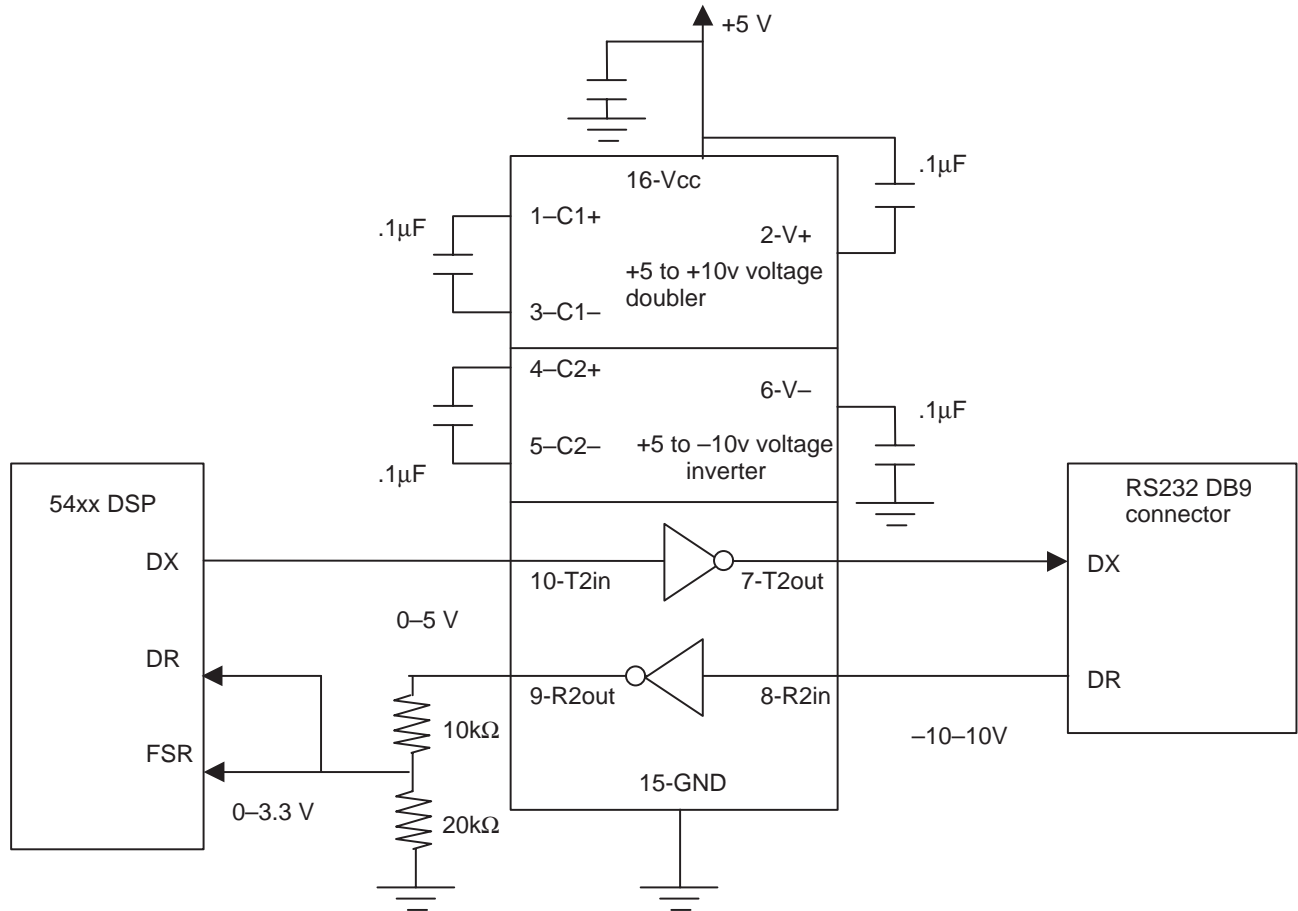 +5 V
16-Vcc
.1μF
1–C1+
.1μF
2-V+
+5 to +10v voltage
doubler
3–C1–
4–C2+
6-V–
.1μF
5–C2–
+5 to –10v voltage
inverter
.1μF
54xx DSP
RS232 DB9
connector
DX
10-T2in
7-T2out
DX
0–5 V
DR
9-R2out
8-R2in
DR
10kΩ
–10–10V
FSR
15-GND
0–3.3 V
20kΩ